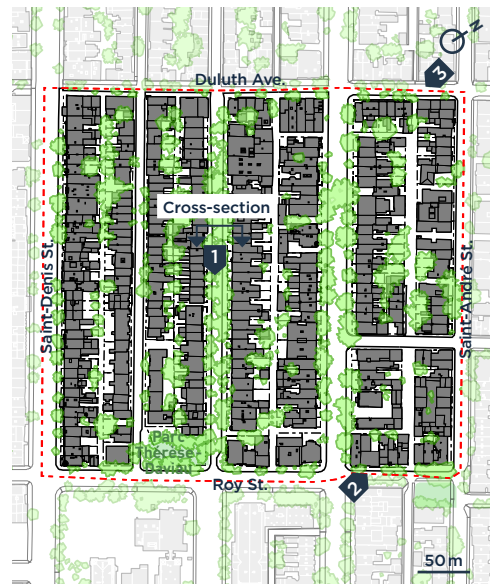 N
3
Duluth Ave.
Cross-section
1
Saint-Denis St.
Saint-André St.
Parc
Thérèse-
Daviau
Roy St.
2
50 m